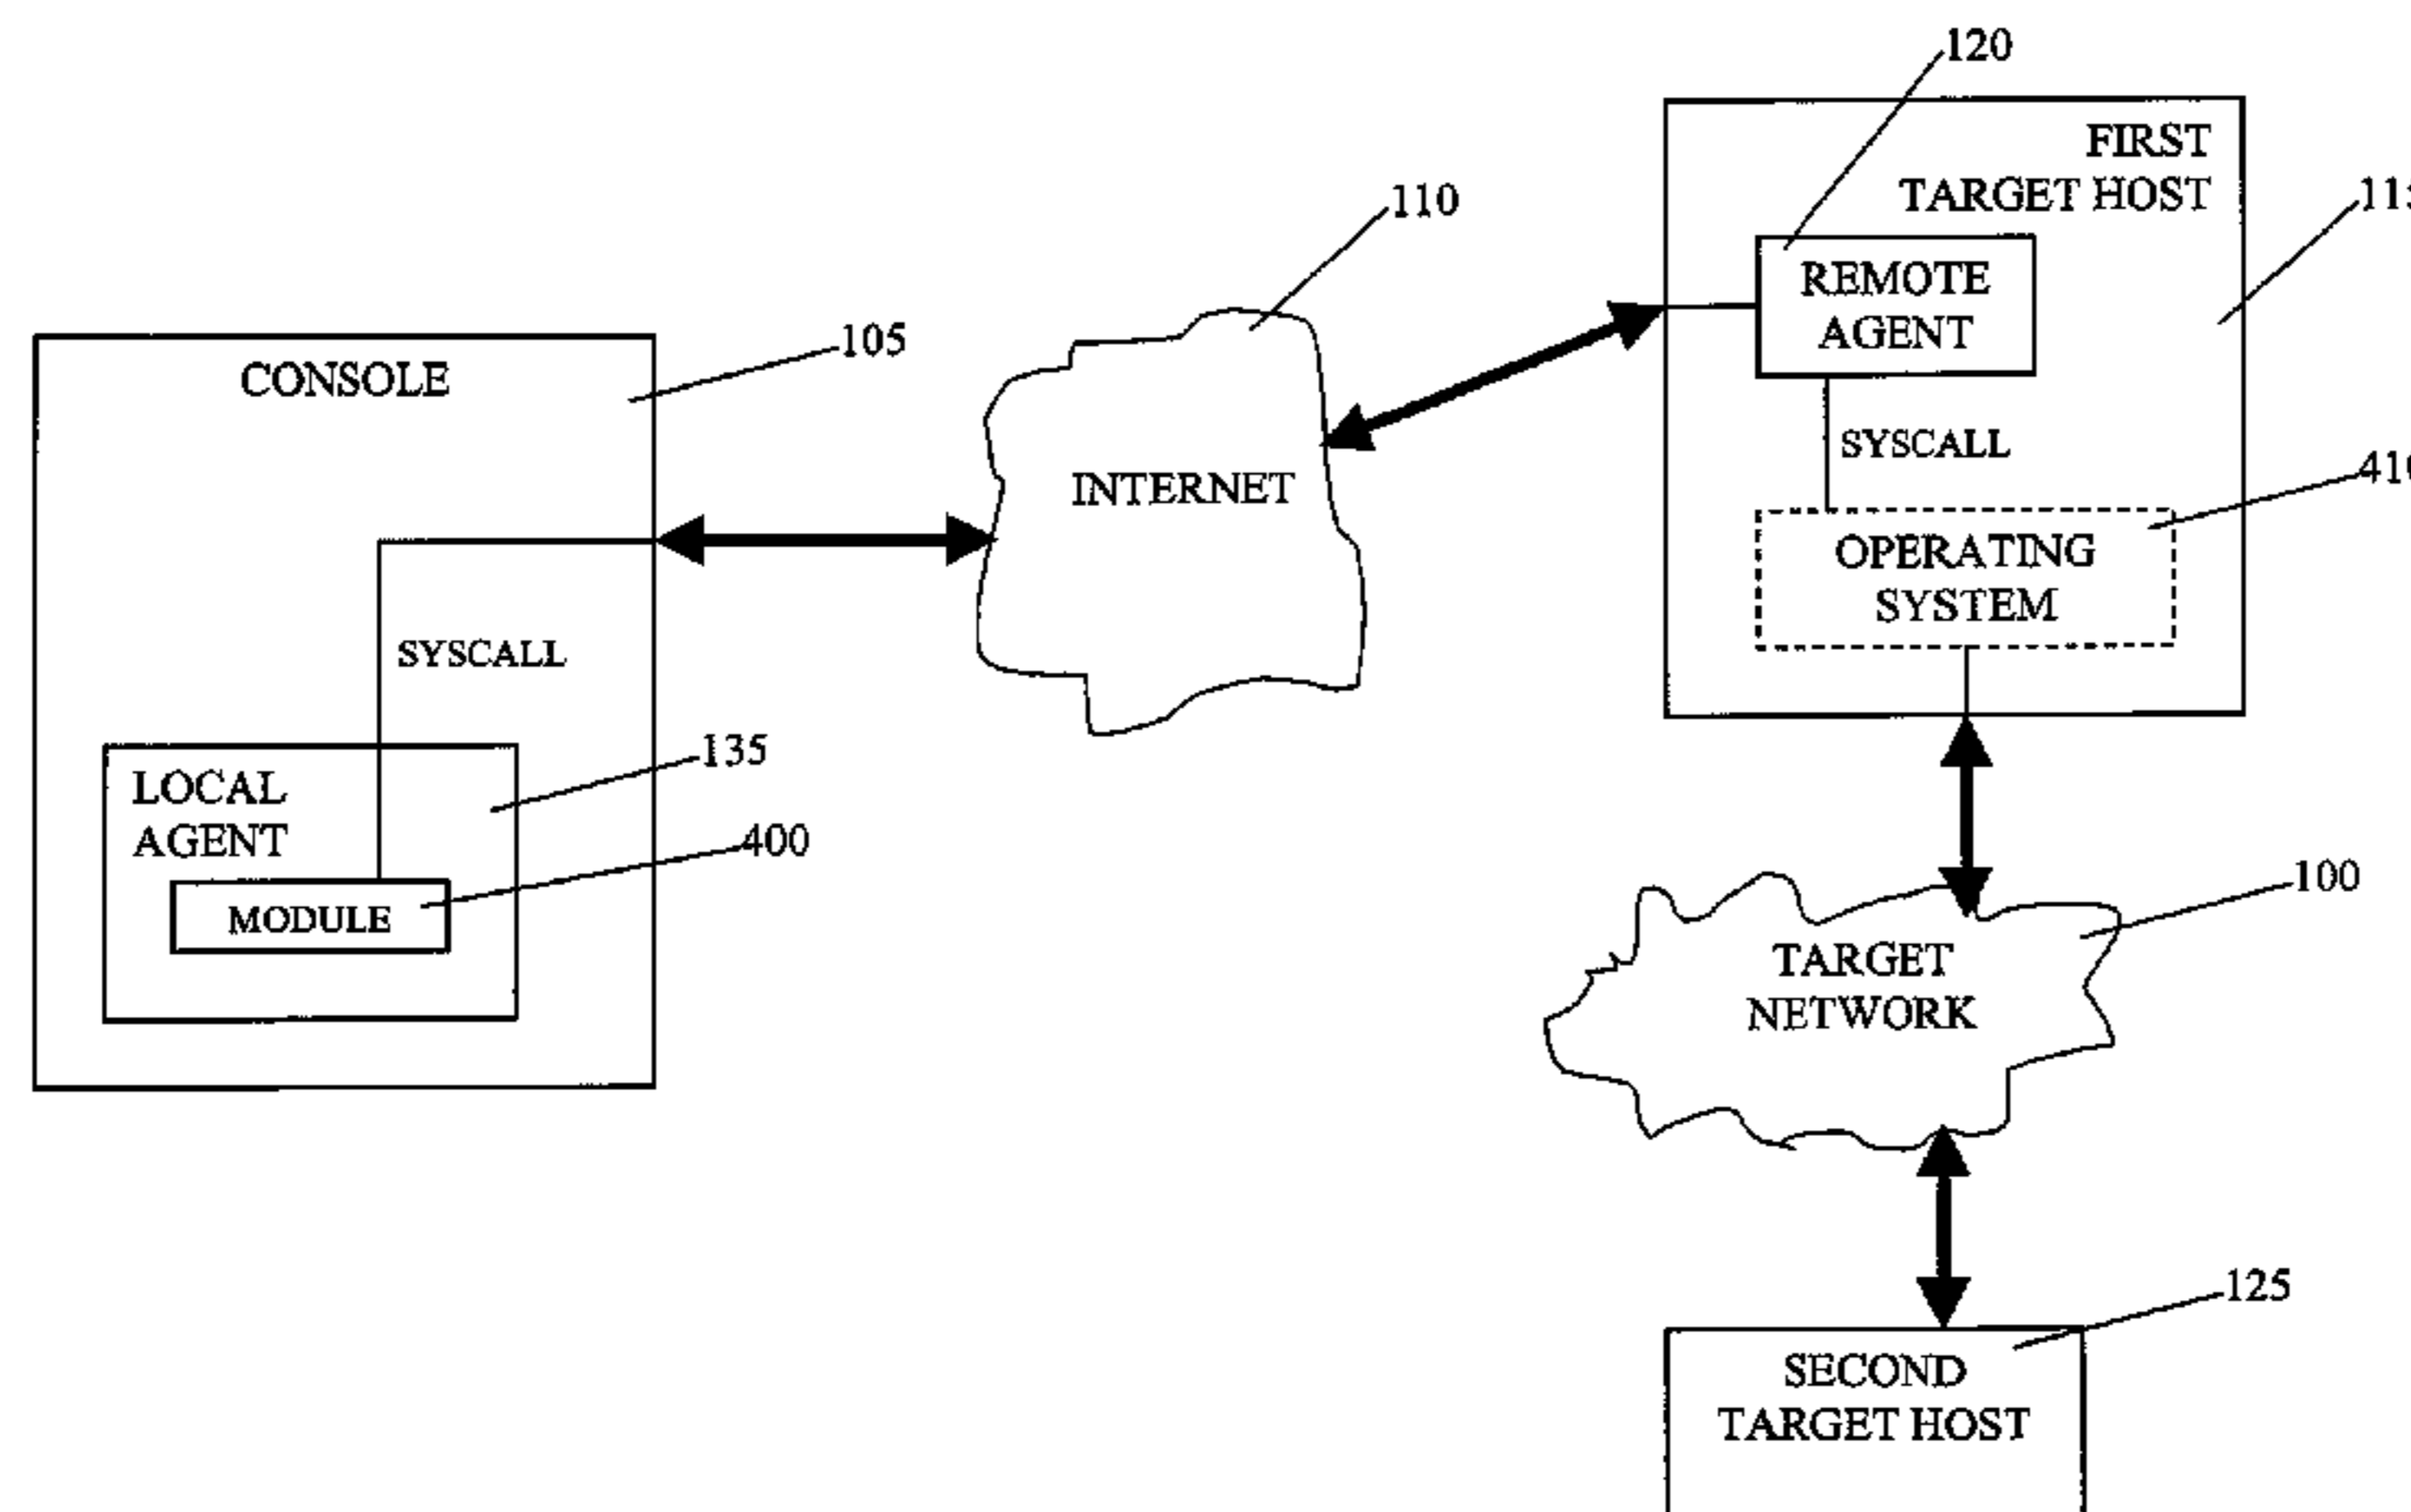 120
FIRST
TARGET HOST
110
REMOTE
AGENT
105
CONSOLE
SYSCALL
INTERNET
OPERATING
SYSTEM
SYSCALL
135
LOCAL
AGENT
400
MODULE
100
TARGET
NETWORK
125
SECOND
TARGET HOST